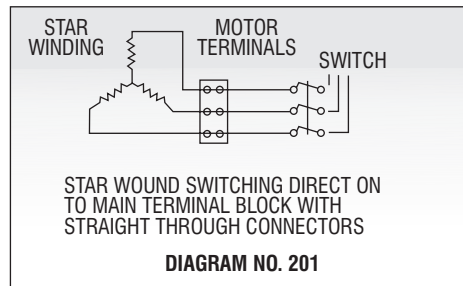 STAR
WINDING
MOTOR
TERMINALS
SWITCH
STAR WOUND SWITCHING DIRECT ON
TO MAIN TERMINAL BLOCK WITH
STRAIGHT THROUGH CONNECTORS
DIAGRAM NO. 201